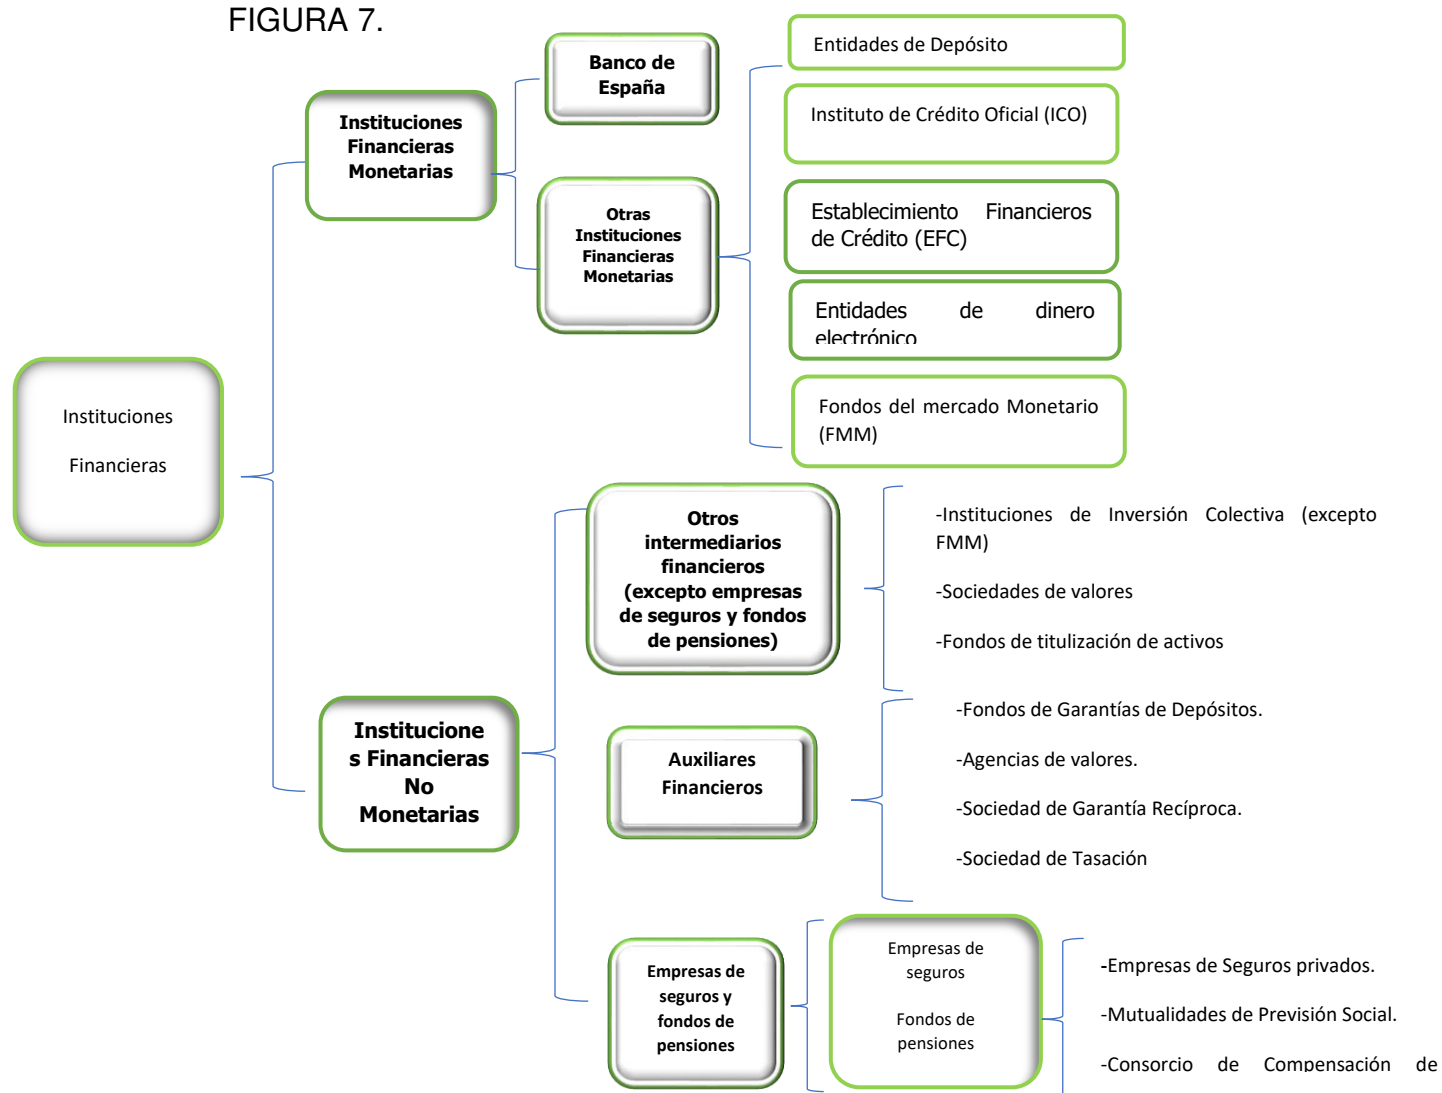 FIGURA 7.
Instituciones
Financieras
Instituciones
Financieras
Monetarias
Banco de
España
Otras
Instituciones
Financieras
Monetarias
Entidades de Depósito
Instituto de Crédito Oficial (ICO)
Establecimiento Financieros
de Crédito (EFC)
Entidades de dinero
electrónico
Fondos del mercado Monetario
(FMM)
Institucione
s Financieras
No
Monetarias
Otros
intermediarios
financieros
(excepto empresas
de seguros y fondos
de pensiones)
-Instituciones de Inversión Colectiva (excepto
FMM)
-Sociedades de valores
-Fondos de titulización de activos
Auxiliares
Financieros
-Fondos de Garantías de Depósitos.
-Agencias de valores.
-Sociedad de Garantía Recíproca.
-Sociedad de Tasación
Empresas de
seguros y
fondos de
pensiones
Empresas de
seguros
Fondos de
pensiones
-Empresas de Seguros privados.
-Mutualidades de Previsión Social.
-Consorcio de Compensación de